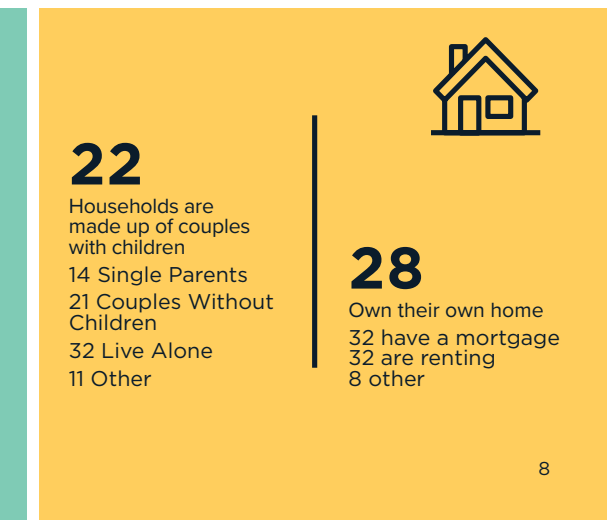 22
Households are
made up of couples
with children
14 Single Parents
21 Couples Without
Children
32 Live Alone
11 Other
28
Own their own home
32 have a mortgage
32 are renting
8 other
8